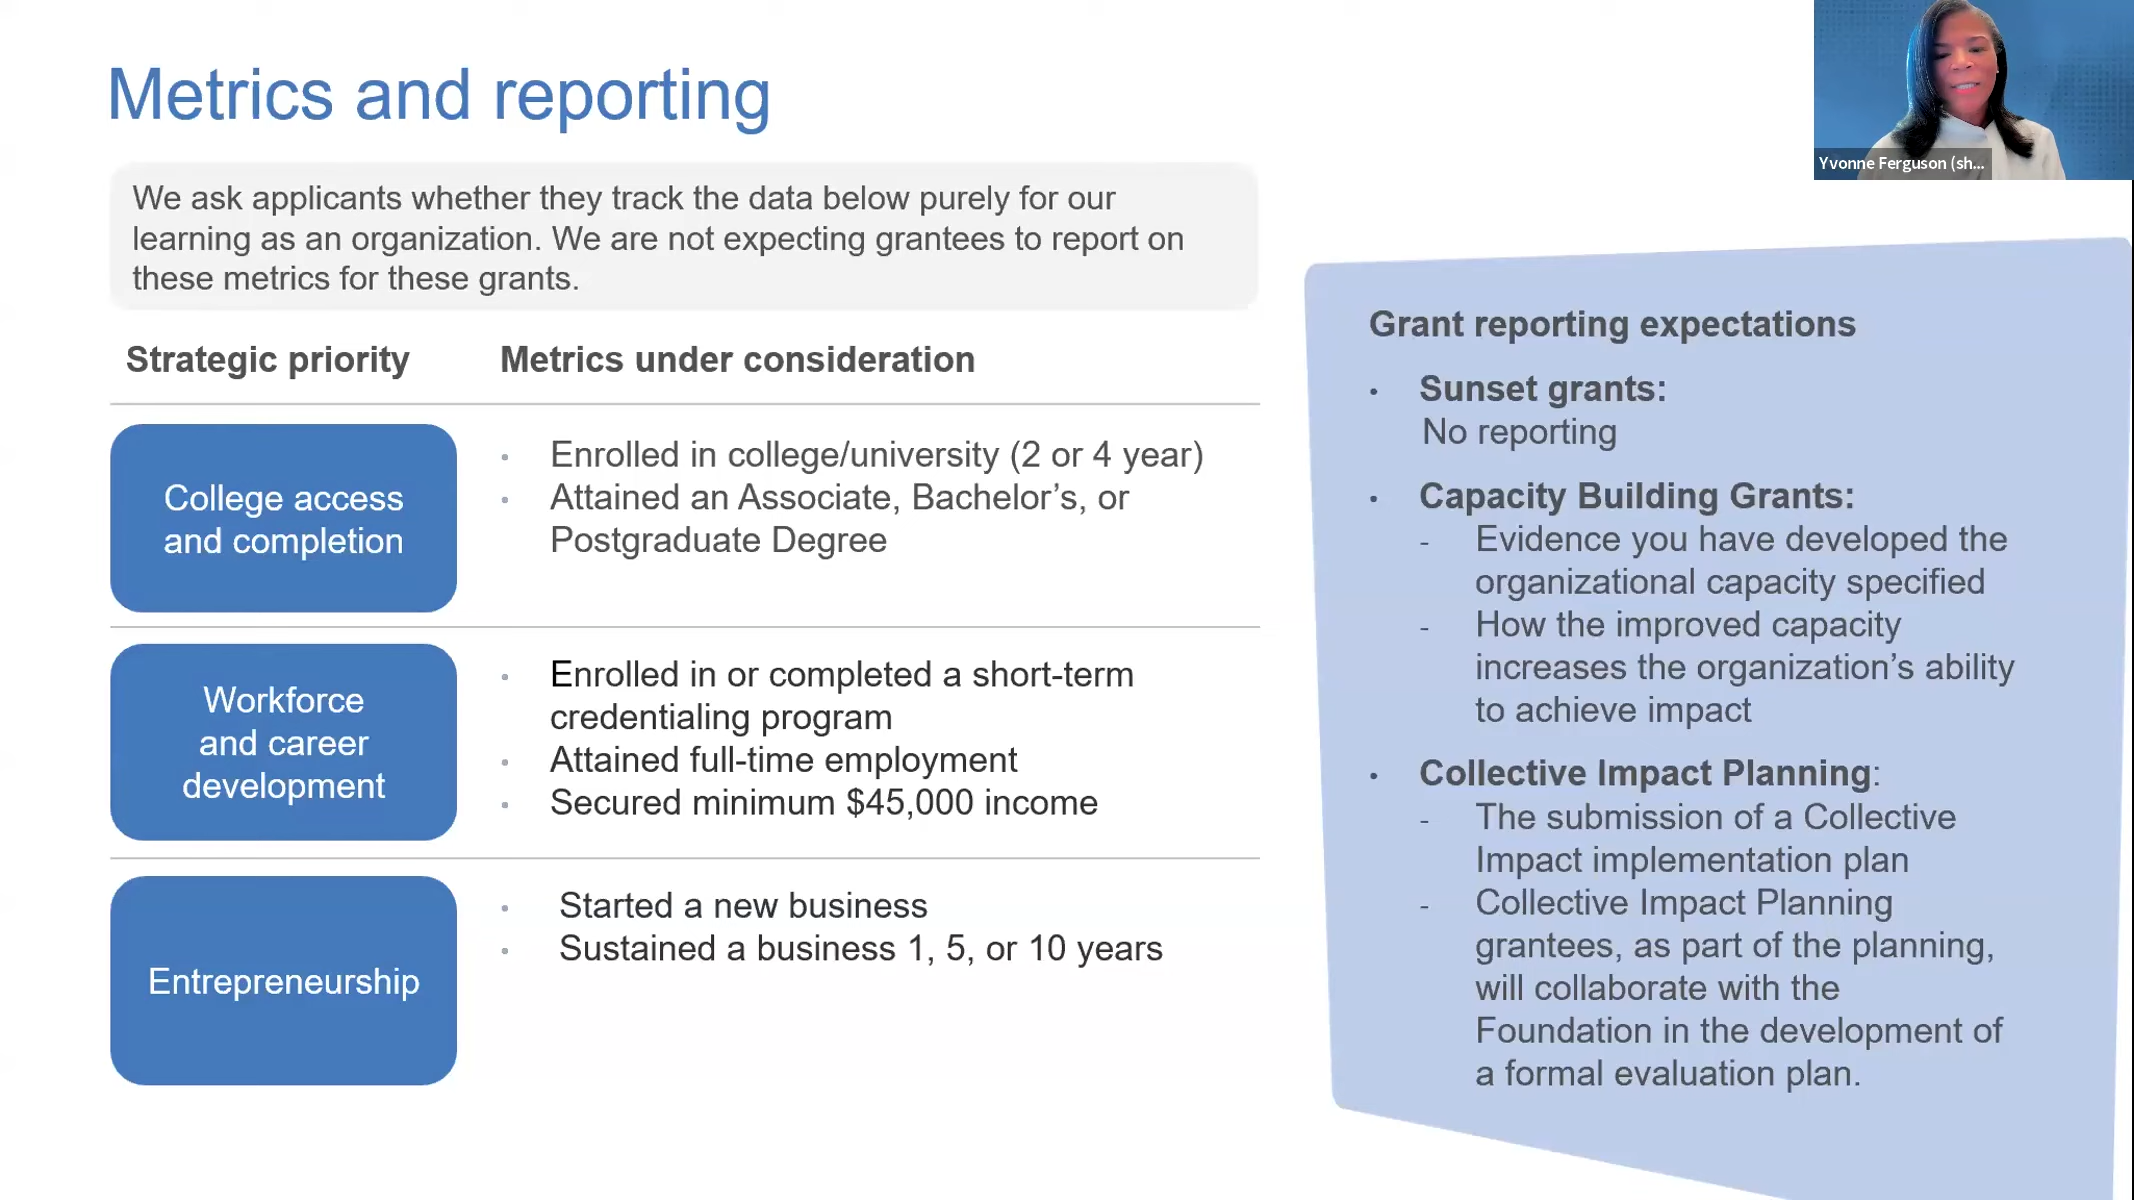 Metrics and reporting
Yvonne Ferguson (sh...
We ask applicants whether they track the data below purely for our
learning as an organization. We are not expecting grantees to report on
these metrics for these grants.
Strategic priority
Metrics under consideration
College access
and completion
• Enrolled in college/university (2 or 4 year)
• Attained an Associate, Bachelor’s, or
Postgraduate Degree
Workforce
and career
development
• Enrolled in or completed a short-term
credentialing program
• Attained full-time employment
• Secured minimum $45,000 income
Entrepreneurship
• Started a new business
• Sustained a business 1, 5, or 10 years
Grant reporting expectations
• Sunset grants:
No reporting
• Capacity Building Grants:
- Evidence you have developed the
organizational capacity specified
- How the improved capacity
increases the organization’s ability
to achieve impact
• Collective Impact Planning:
- The submission of a Collective
Impact implementation plan
- Collective Impact Planning
grantees, as part of the planning,
will collaborate with the
Foundation in the development of
a formal evaluation plan.